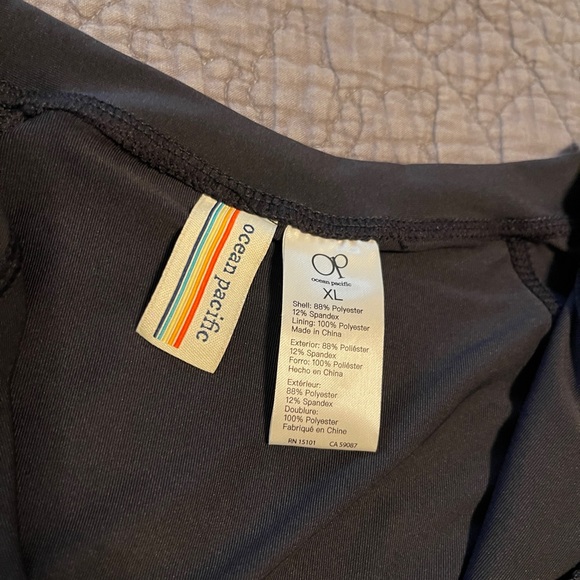 ocean pacific
OP
ocean pacific
XL
Shell: 88% Polyester
12% Spandex
Lining: 100% Polyester
Made in China
Exterior: 88% Poliéster
12% Spandex
Forro: 100% Poliéster
Hecho en China
Extérieur:
88% Polyester
12% Spandex
Doublure:
100% Polyester
Fabriqué en Chine
RN 15101 CA 59087